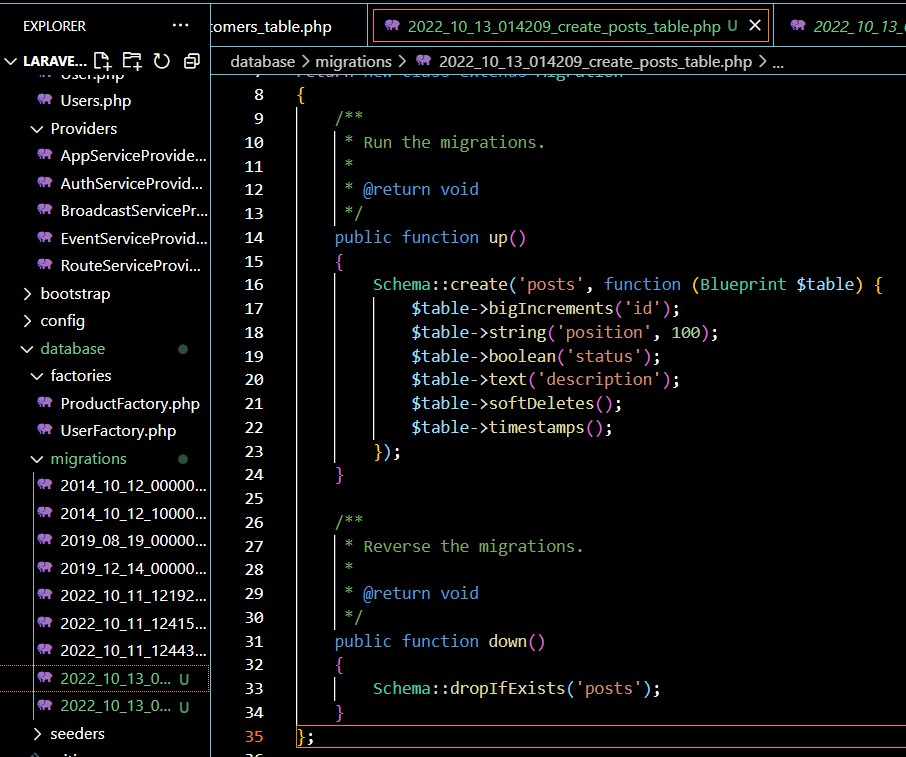 EXPLORER ...
tomers_table.php
2022_10_13_014209_create_posts_table.php U
2022_10_13_
LARAVE...
database > migrations > 2022_10_13_014209_create_posts_table.php > ...
User.php
Users.php
Providers
AppServiceProvide...
AuthServiceProvid...
BroadcastServicePr...
EventServiceProvid...
RouteServiceProvi...
bootstrap
config
database
factories
ProductFactory.php
UserFactory.php
migrations
2014_10_12_00000...
2014_10_12_10000...
2019_08_19_00000...
2019_12_14_00000...
2022_10_11_12192...
2022_10_11_12415...
2022_10_11_12443...
2022_10_13_0... U
2022_10_13_0... U
seeders
7 return new class extends Migration
8 {
9 /**
10 * Run the migrations.
11 *
12 * @return void
13 */
14 public function up()
15 {
16 Schema::create('posts', function (Blueprint $table) {
17 $table->bigIncrements('id');
18 $table->string('position', 100);
19 $table->boolean('status');
20 $table->text('description');
21 $table->softDeletes();
22 $table->timestamps();
23 });
24 }
25
26 /**
27 * Reverse the migrations.
28 *
29 * @return void
30 */
31 public function down()
32 {
33 Schema::dropIfExists('posts');
34 }
35 };
36